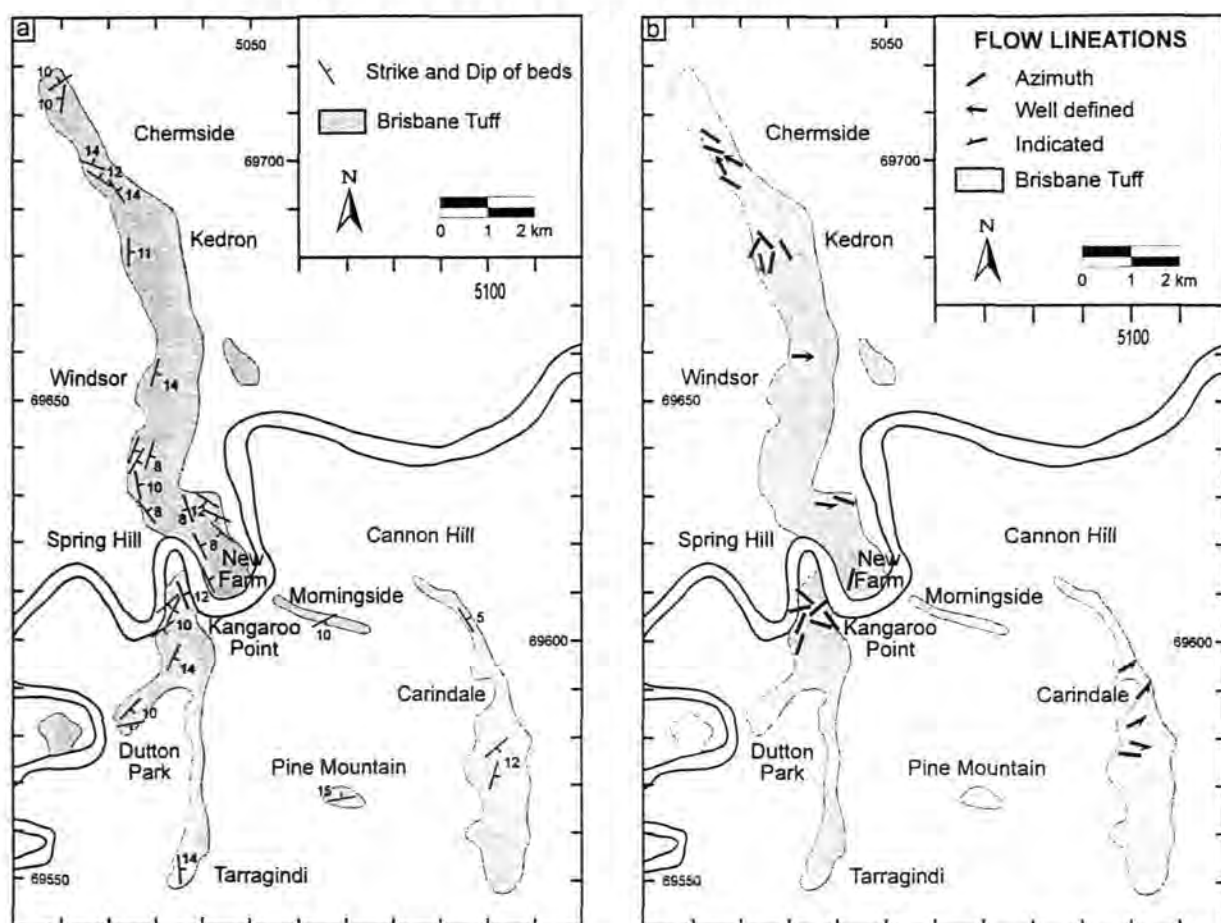 a
5050
Strike and Dip of beds
Brisbane Tuff
N
0 1 2 km
5100
10
10
Chermside
69700
14
12
14
Kedron
11
Windsor
14
69650
8
10
8
8
12
Spring Hill
8
New
Farm
Cannon Hill
12
Morningside
10
Kangaroo
Point
10
5
69600
14
Carindale
10
Dutton
Park
12
Pine Mountain
15
14
69550
Tarragindi
b
5050
FLOW LINEATIONS
Azimuth
Well defined
Indicated
Brisbane Tuff
N
0 1 2 km
5100
Chermside
69700
Kedron
Windsor
69650
Spring Hill
New
Farm
Cannon Hill
Morningside
Kangaroo
Point
69600
Carindale
Dutton
Park
Pine Mountain
69550
Tarragindi